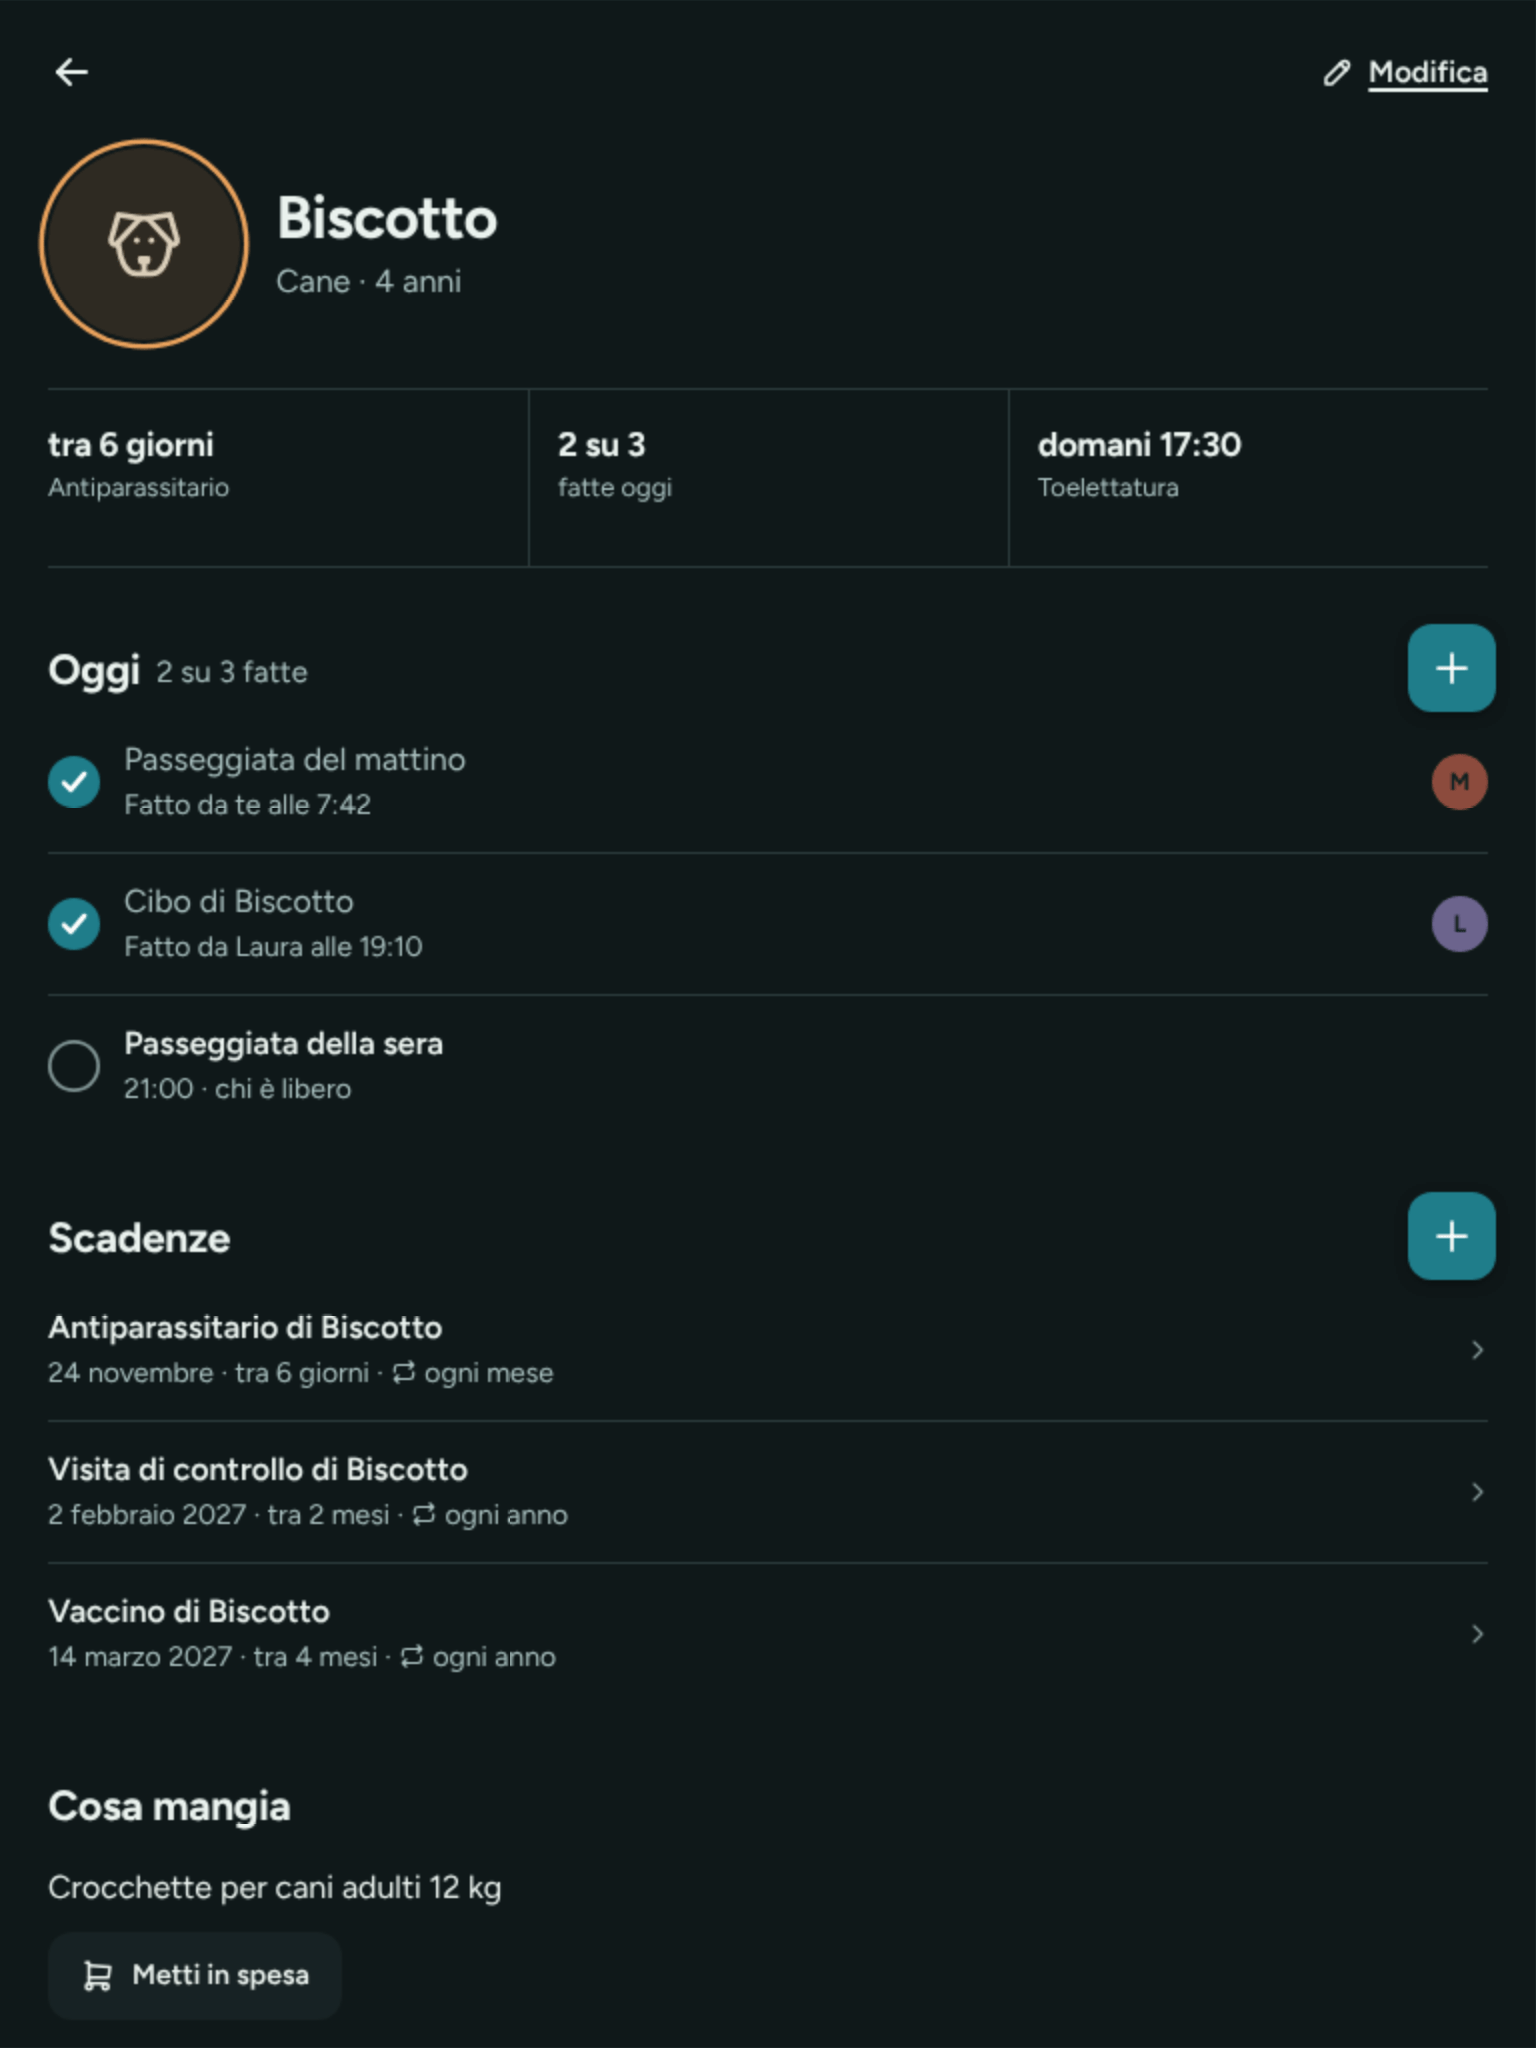 Modifica
Biscotto
Cane · 4 anni
tra 6 giorni
Antiparassitario
2 su 3
fatte oggi
domani 17:30
Toelettatura
Oggi 2 su 3 fatte
Passeggiata del mattino
Fatto da te alle 7:42
M
Cibo di Biscotto
Fatto da Laura alle 19:10
L
Passeggiata della sera
21:00 · chi è libero
Scadenze
Antiparassitario di Biscotto
24 novembre · tra 6 giorni · ogni mese
Visita di controllo di Biscotto
2 febbraio 2027 · tra 2 mesi · ogni anno
Vaccino di Biscotto
14 marzo 2027 · tra 4 mesi · ogni anno
Cosa mangia
Crocchette per cani adulti 12 kg
Metti in spesa